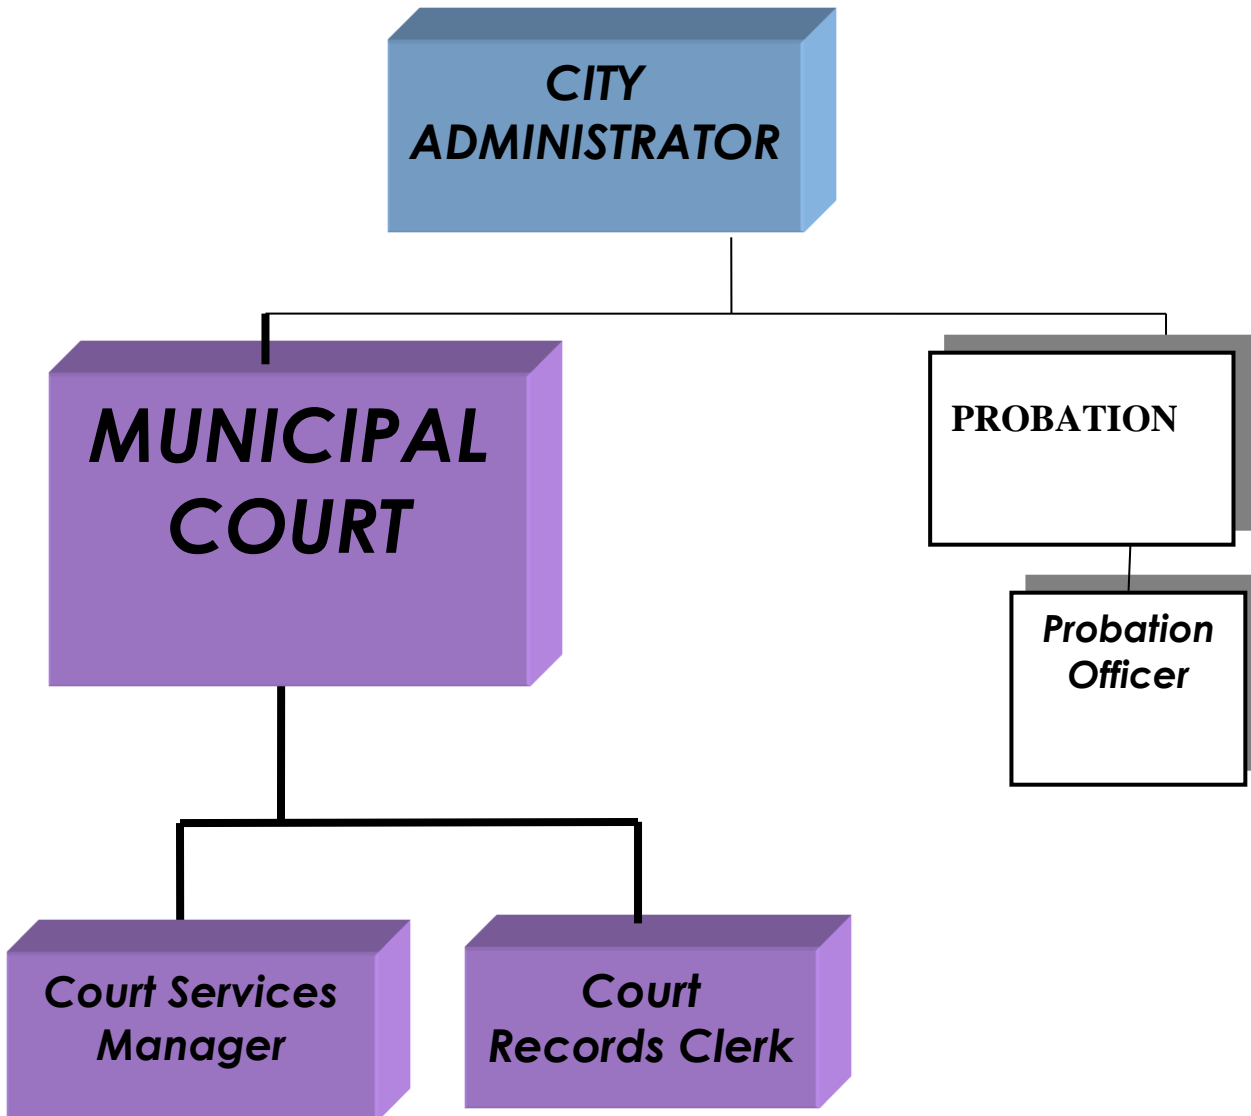 CITY
ADMINISTRATOR
MUNICIPAL
COURT
PROBATION
Probation
Officer
Court Services
Manager
Court
Records Clerk